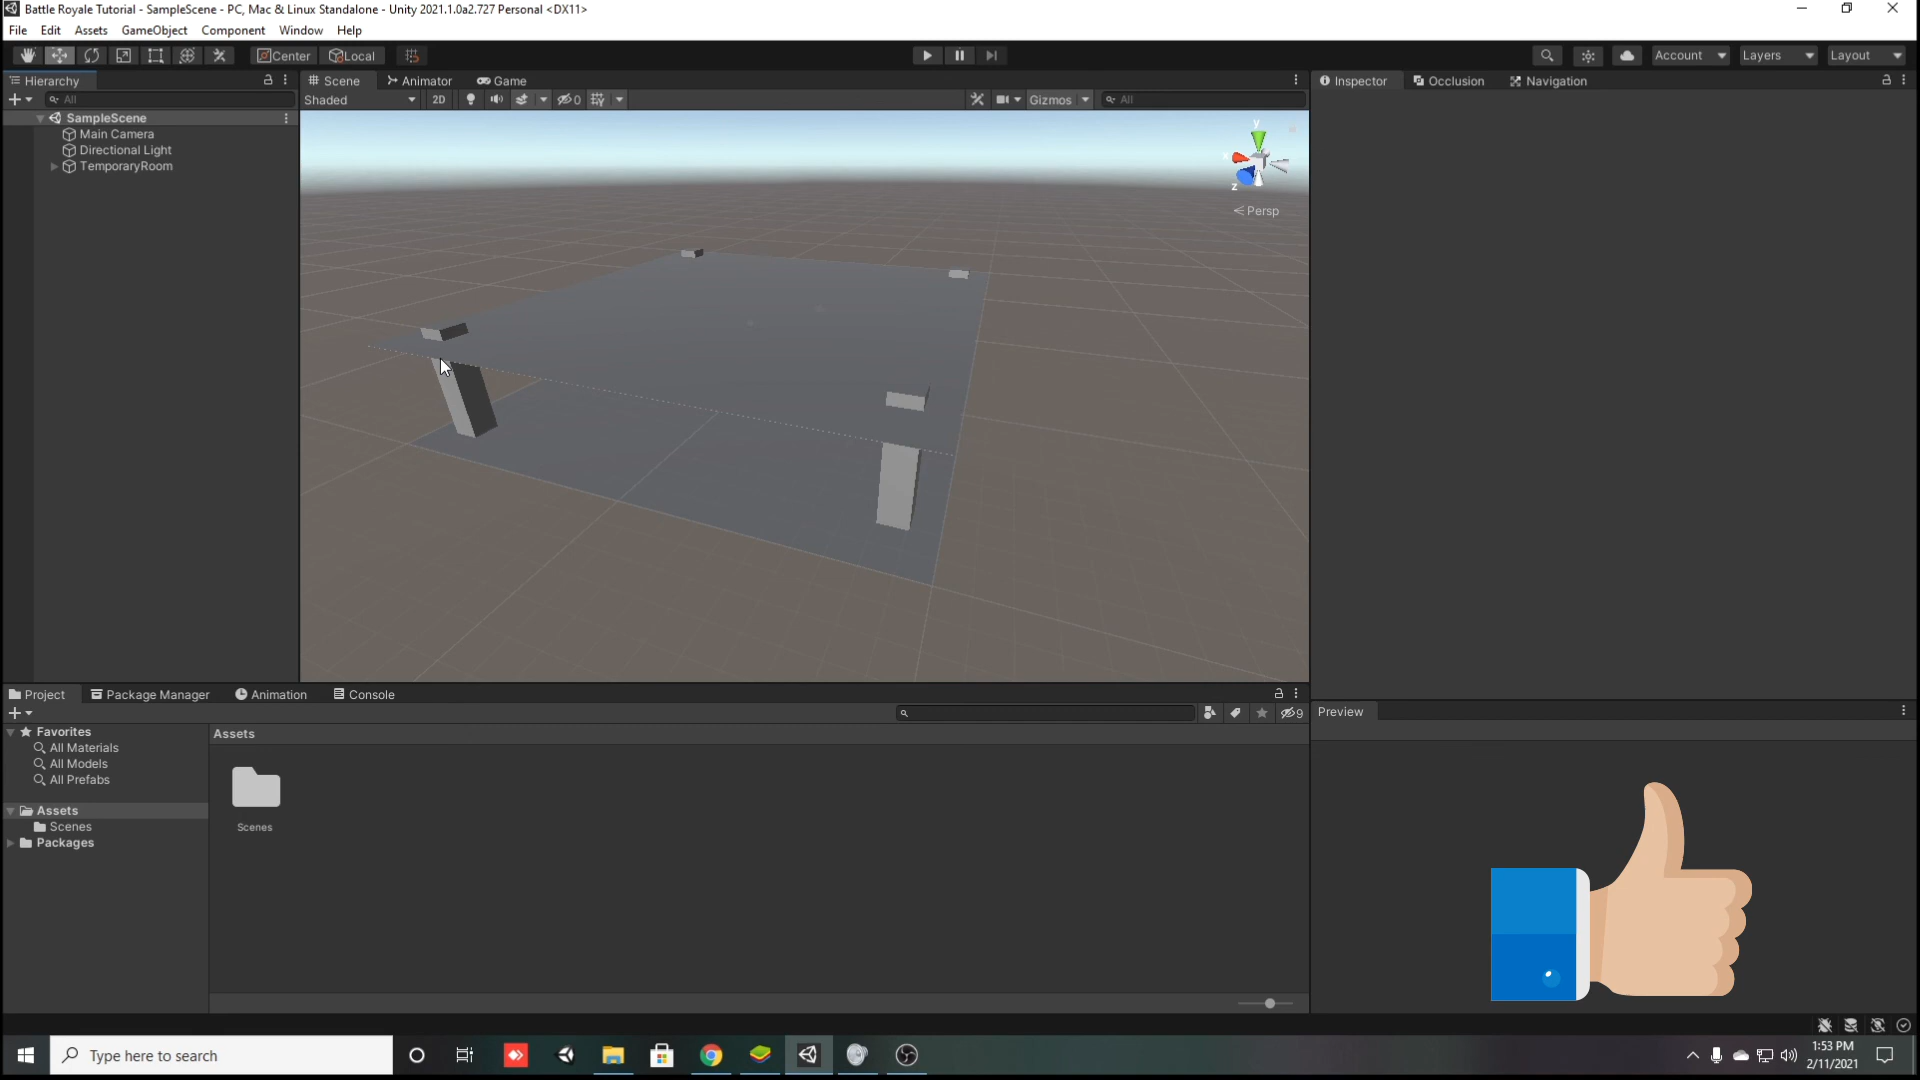 Battle Royale Tutorial - SampleScene - PC, Mac & Linux Standalone - Unity 2021.1.0a2.727 Personal <DX11>
File Edit Assets GameObject Component Window Help
Center Local Account Layers Layout
Hierarchy Scene Animator Game Inspector Occlusion Navigation
All Shaded 2D 0 Gizmos All
SampleScene
Main Camera
Directional Light
TemporaryRoom
y
x
z
Persp
Project Package Manager Animation Console
9 Preview
Favorites Assets
All Materials
All Models
All Prefabs
Assets
Scenes
Packages
Scenes
Type here to search
1:53 PM
2/11/2021